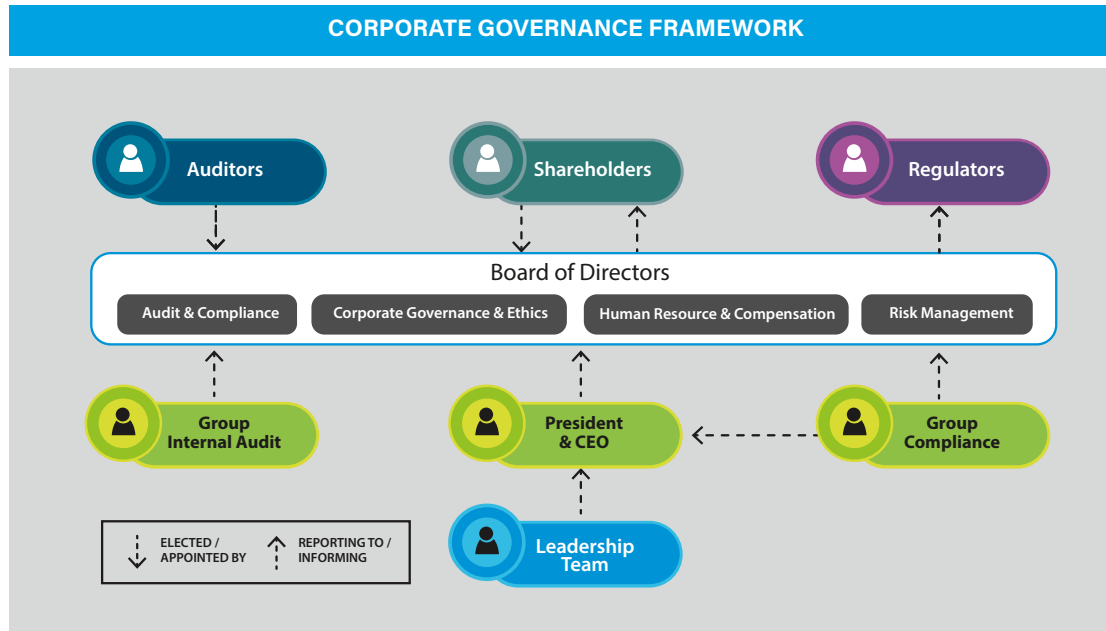 CORPORATE GOVERNANCE FRAMEWORK
Auditors
Shareholders
Regulators
Board of Directors
Audit & Compliance
Corporate Governance & Ethics
Human Resource & Compensation
Risk Management
Group
Internal Audit
President
& CEO
Group
Compliance
Leadership
Team
ELECTED /
APPOINTED BY
REPORTING TO /
INFORMING